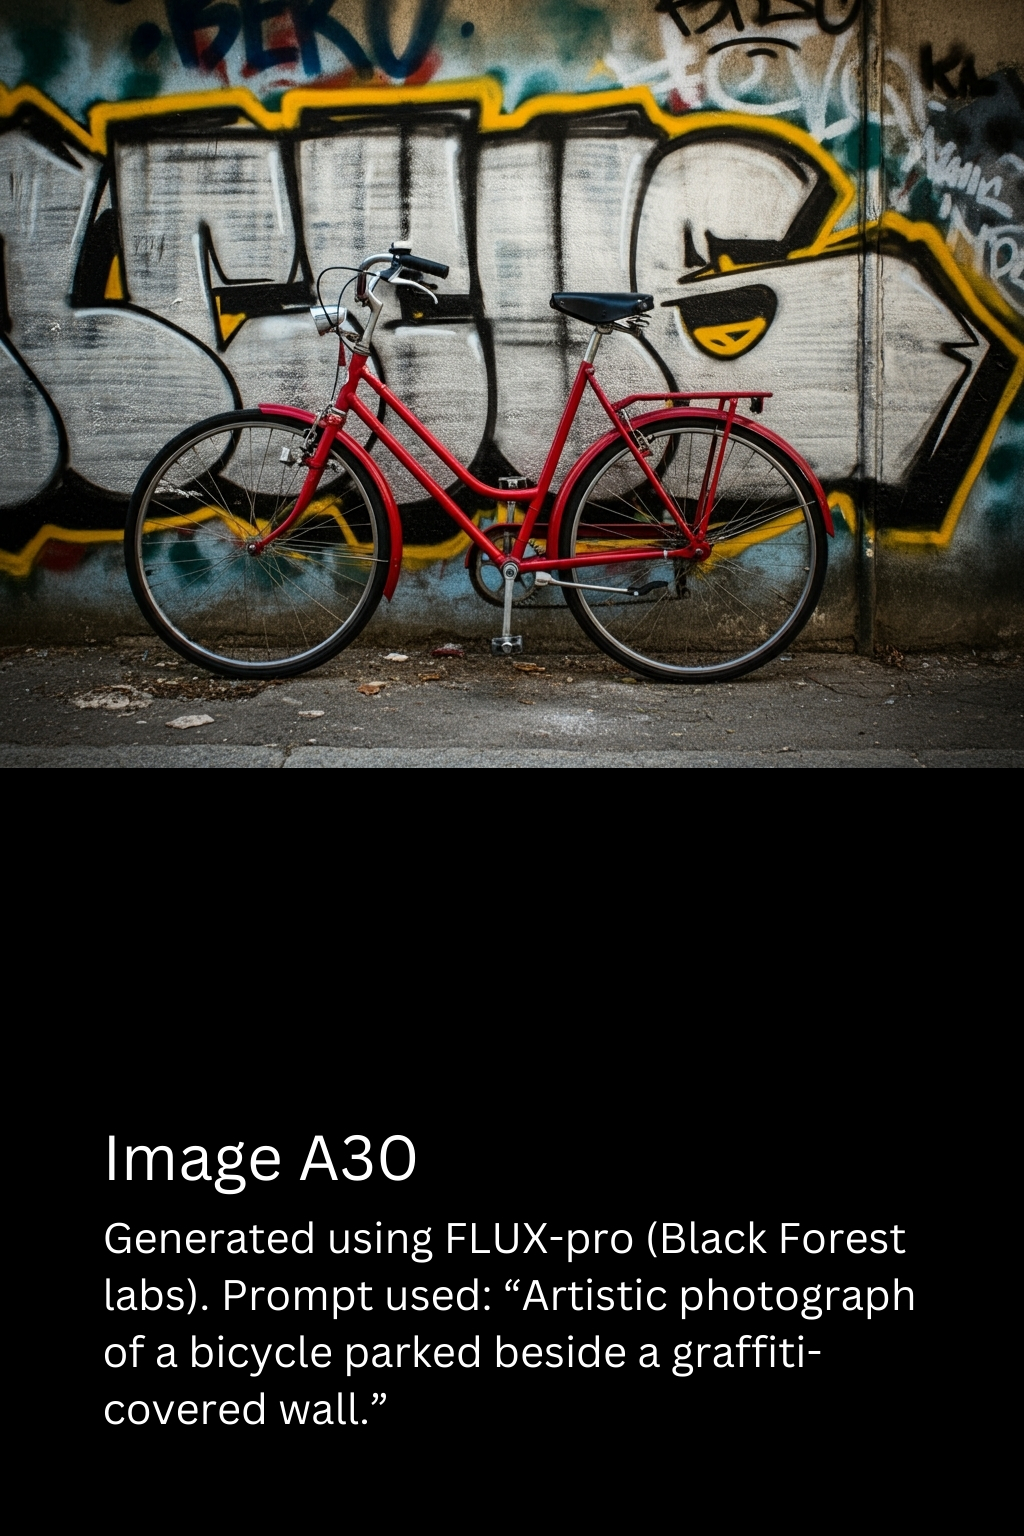 Image A30
Generated using FLUX-pro (Black Forest
labs). Prompt used: “Artistic photograph
of a bicycle parked beside a graffiti-
covered wall.”